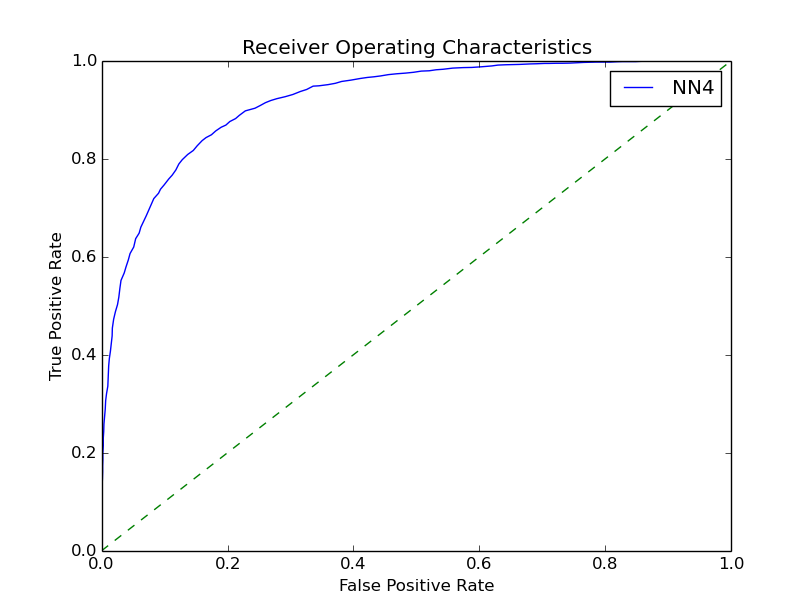 Receiver Operating Characteristics
NN4
True Positive Rate
1.0
0.8
0.6
0.4
0.2
0.0
0.0 0.2 0.4 0.6 0.8 1.0
False Positive Rate